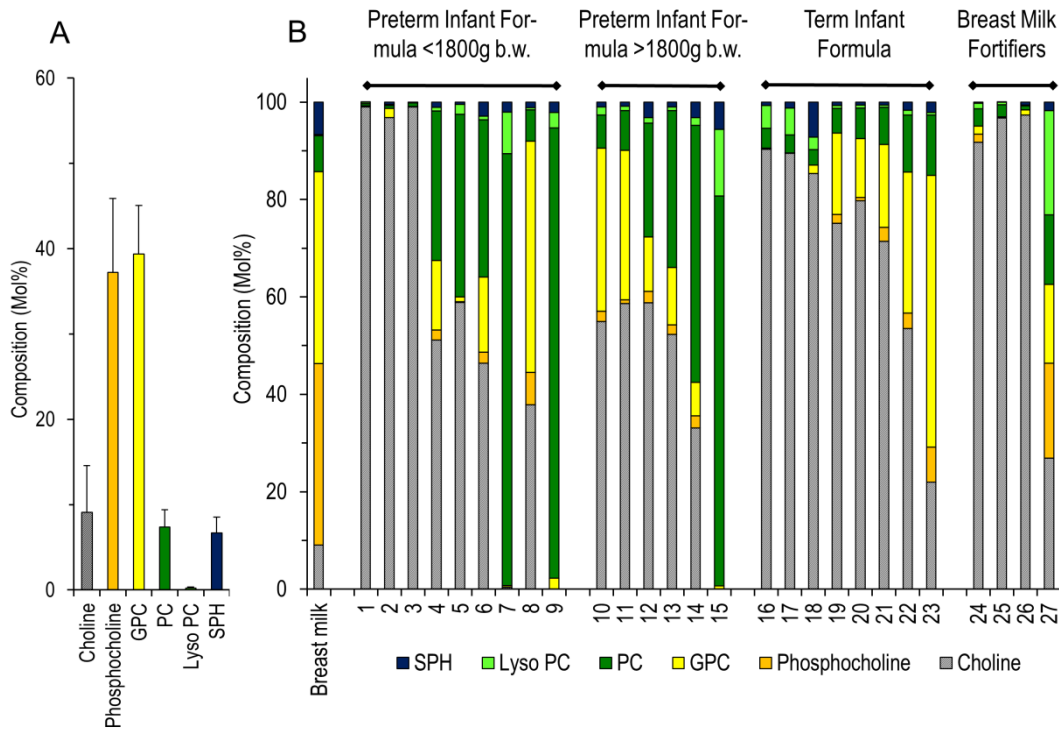 A
Composition (Mol%)
60
40
20
0
Choline
Phosphocholine
GPC
PC
Lyso PC
SPH
B
Preterm Infant For-
mula <1800g b.w.
Preterm Infant For-
mula >1800g b.w.
Term Infant
Formula
Breast Milk
Fortifiers
Composition (Mol%)
100
80
60
40
20
0
Breast milk
1 2 3 4 5 6 7 8 9 10 11 12 13 14 15 16 17 18 19 20 21 22 23 24 25 26 27
SPH Lyso PC PC GPC Phosphocholine Choline